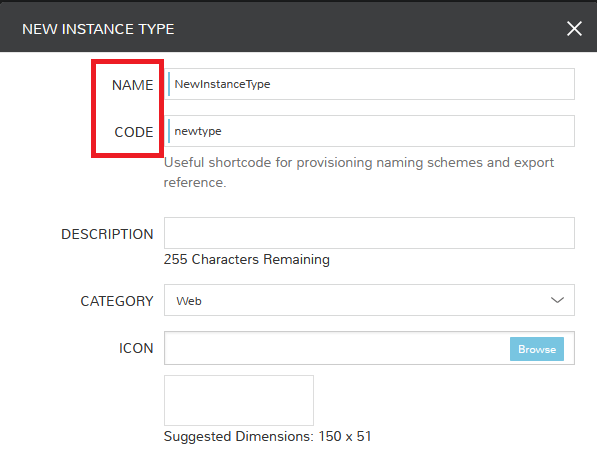 NEW INSTANCE TYPE
NAME NewInstanceType
CODE newtype
Useful shortcode for provisioning naming schemes and export
reference.
DESCRIPTION
255 Characters Remaining
CATEGORY Web
ICON Browse
Suggested Dimensions: 150 x 51